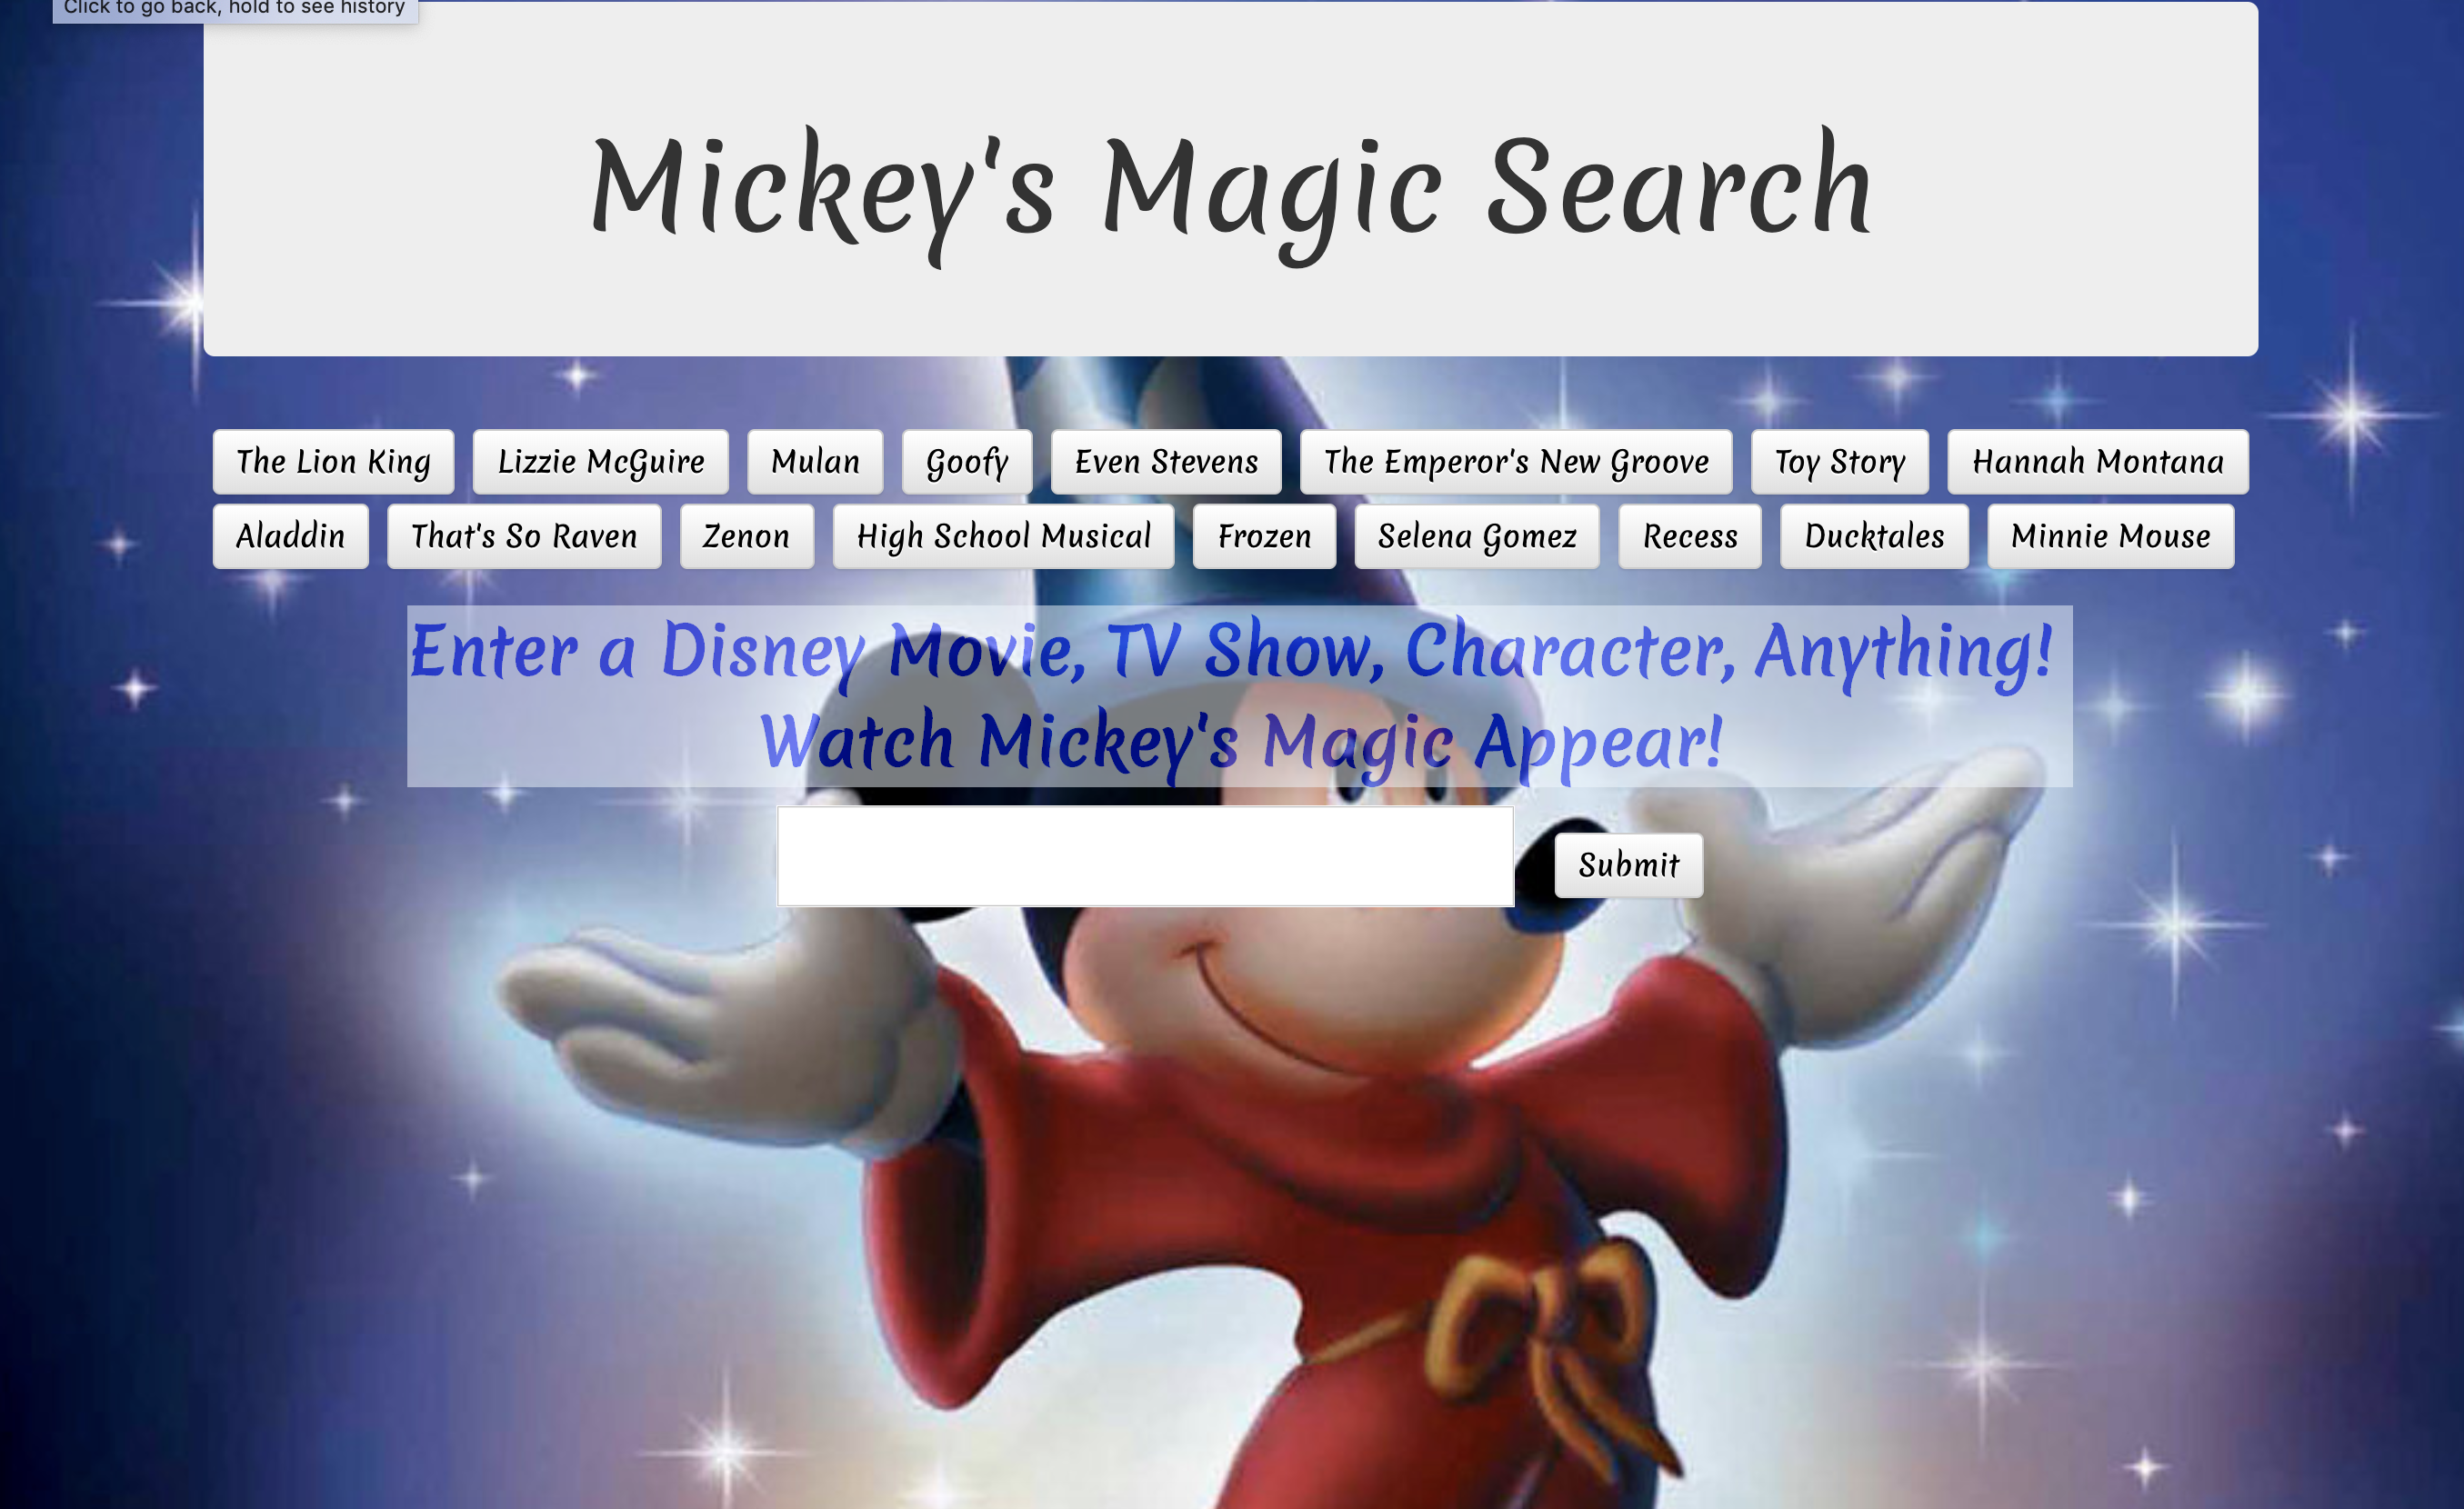 Click to go back, hold to see history
Mickey's Magic Search
The Lion King Lizzie McGuire Mulan Goofy Even Stevens The Emperor's New Groove Toy Story Hannah Montana
Aladdin That's So Raven Zenon High School Musical Frozen Selena Gomez Recess Ducktales Minnie Mouse
Enter a Disney Movie, TV Show, Character, Anything!
Watch Mickey's Magic Appear!
Submit